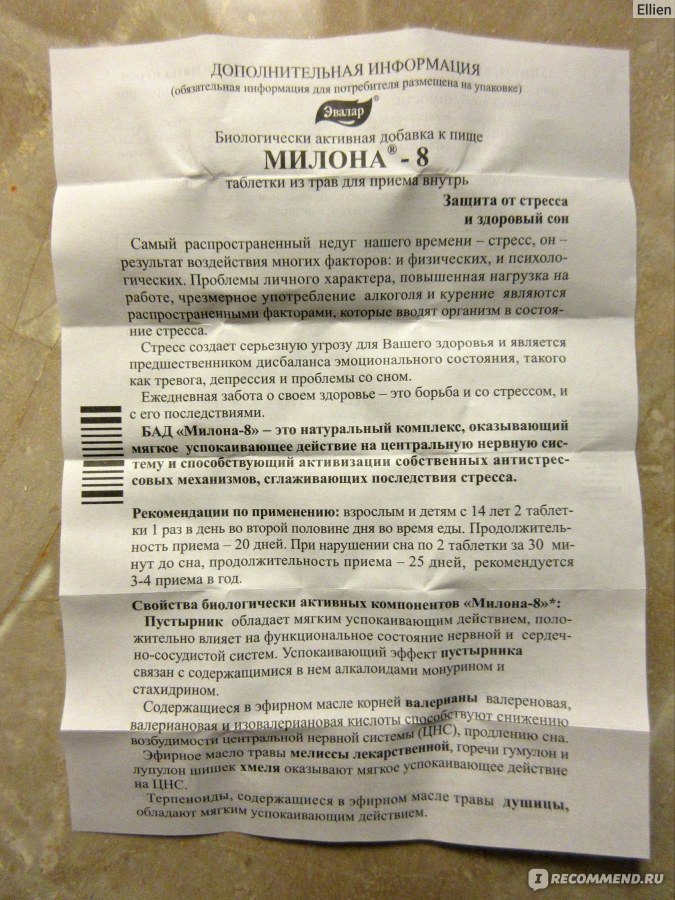 Ellien
ДОПОЛНИТЕЛЬНАЯ ИНФОРМАЦИЯ
(обязательная информация для потребителя размещена на упаковке)
Эвалар®
Биологически активная добавка к пище
МИЛОНА® - 8
таблетки из трав для приема внутрь
Защита от стресса
и здоровый сон
Самый распространенный недуг нашего времени – стресс, он –
результат воздействия многих факторов: и физических, и психоло-
гических. Проблемы личного характера, повышенная нагрузка на
работе, чрезмерное употребление алкоголя и курение являются
распространенными факторами, которые вводят организм в состоя-
ние стресса.
Стресс создает серьезную угрозу для Вашего здоровья и является
предшественником дисбаланса эмоционального состояния, такого
как тревога, депрессия и проблемы со сном.
Ежедневная забота о своем здоровье – это борьба и со стрессом, и
с его последствиями.
БАД «Милона-8» – это натуральный комплекс, оказывающий
мягкое успокаивающее действие на центральную нервную сис-
тему и способствующий активизации собственных антистрес-
совых механизмов, сглаживающих последствия стресса.
Рекомендации по применению: взрослым и детям с 14 лет 2 таблет-
ки 1 раз в день во второй половине дня во время еды. Продолжитель-
ность приема – 20 дней. При нарушении сна по 2 таблетки за 30 ми-
нут до сна, продолжительность приема – 25 дней, рекомендуется
3-4 приема в год.
Свойства биологически активных компонентов «Милона-8»*:
Пустырник обладает мягким успокаивающим действием, поло-
жительно влияет на функциональное состояние нервной и сердеч-
но-сосудистой систем. Успокаивающий эффект пустырника
связан с содержащимися в нем алкалоидами монурином и
стахидрином.
Содержащиеся в эфирном масле корней валерианы валереновая,
валериановая и изовалериановая кислоты способствуют снижению
возбудимости центральной нервной системы (ЦНС), продлению сна.
Эфирное масло травы мелиссы лекарственной, горечи гумулон и
лупулон шишек хмеля оказывают мягкое успокаивающее действие
на ЦНС.
Терпеноиды, содержащиеся в эфирном масле травы душицы,
обладают мягким успокаивающим действием.
I RECOMMEND.RU